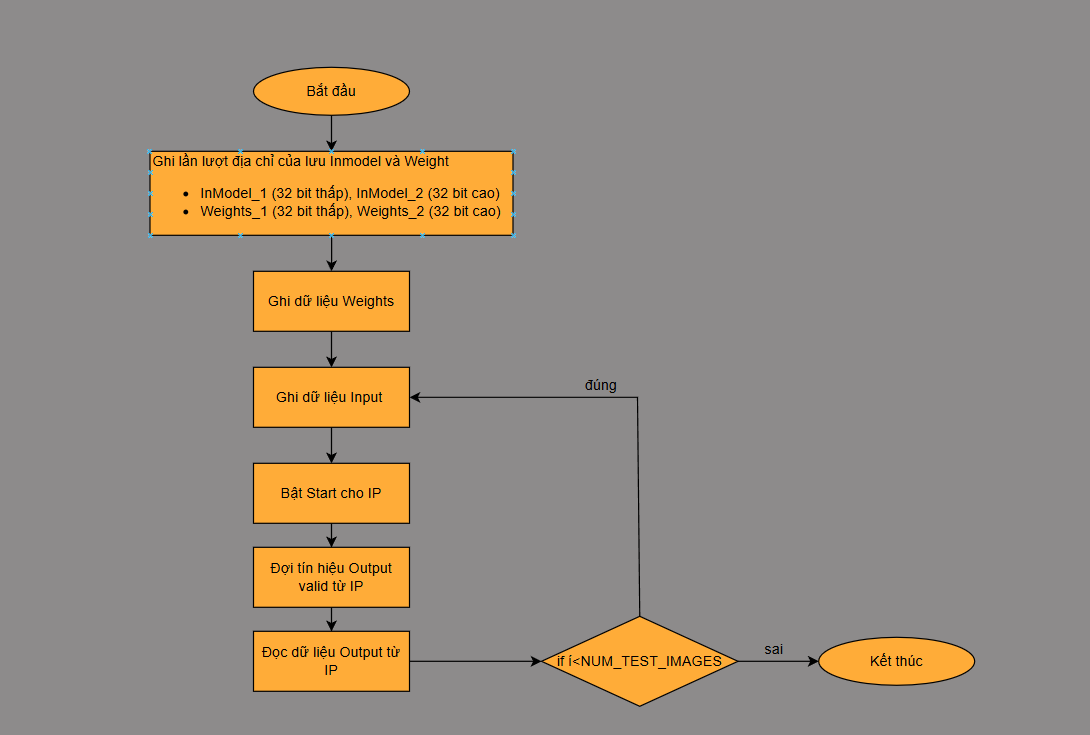 Bắt đầu
Ghi lần lượt địa chỉ của lưu Inmodel và Weight
InModel_1 (32 bit thấp), InModel_2 (32 bit cao)
Weights_1 (32 bit thấp), Weights_2 (32 bit cao)
Ghi dữ liệu Weights
Ghi dữ liệu Input
đúng
Bật Start cho IP
Đợi tín hiệu Output
valid từ IP
Đọc dữ liệu Output từ
IP
if í<NUM_TEST_IMAGES
sai
Kết thúc